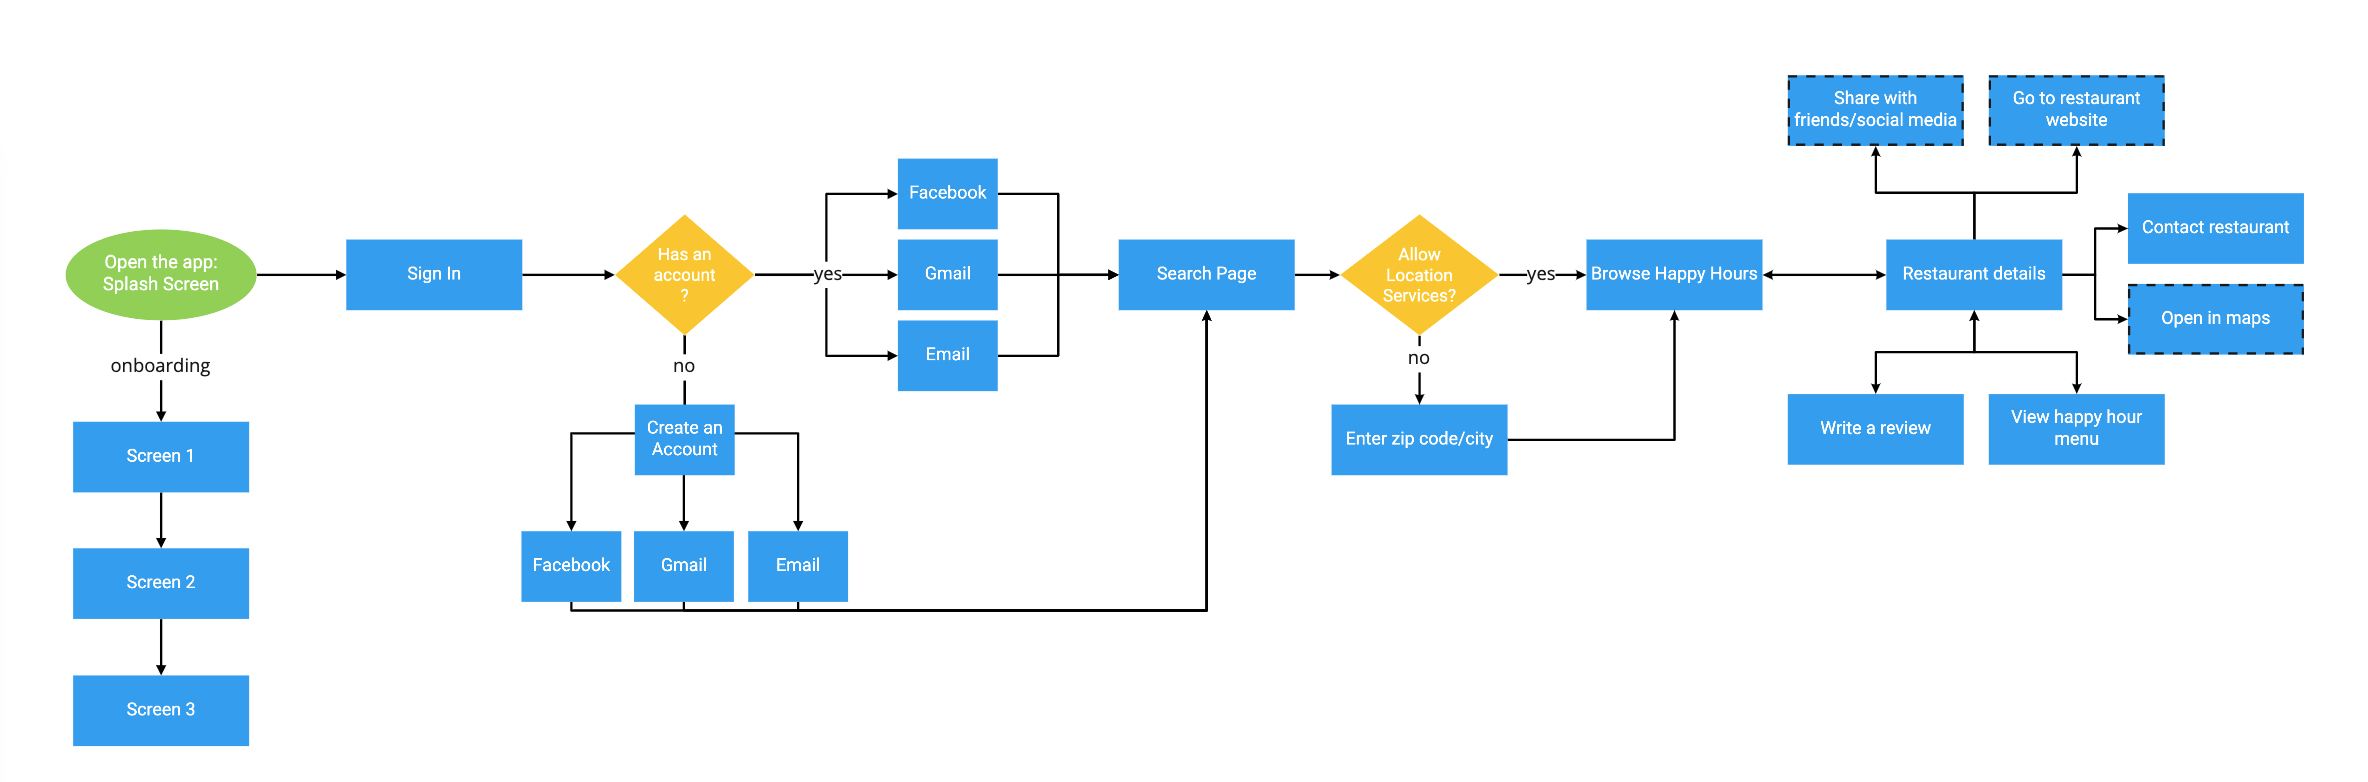 Open the app:
Splash Screen
onboarding
Screen 1
Screen 2
Screen 3
Sign In
Has an
account
?
yes
no
Facebook
Gmail
Email
Create an
Account
Facebook
Gmail
Email
Search Page
Allow
Location
Services?
yes
no
Enter zip code/city
Browse Happy Hours
Restaurant details
Share with
friends/social media
Go to restaurant
website
Contact restaurant
Open in maps
Write a review
View happy hour
menu